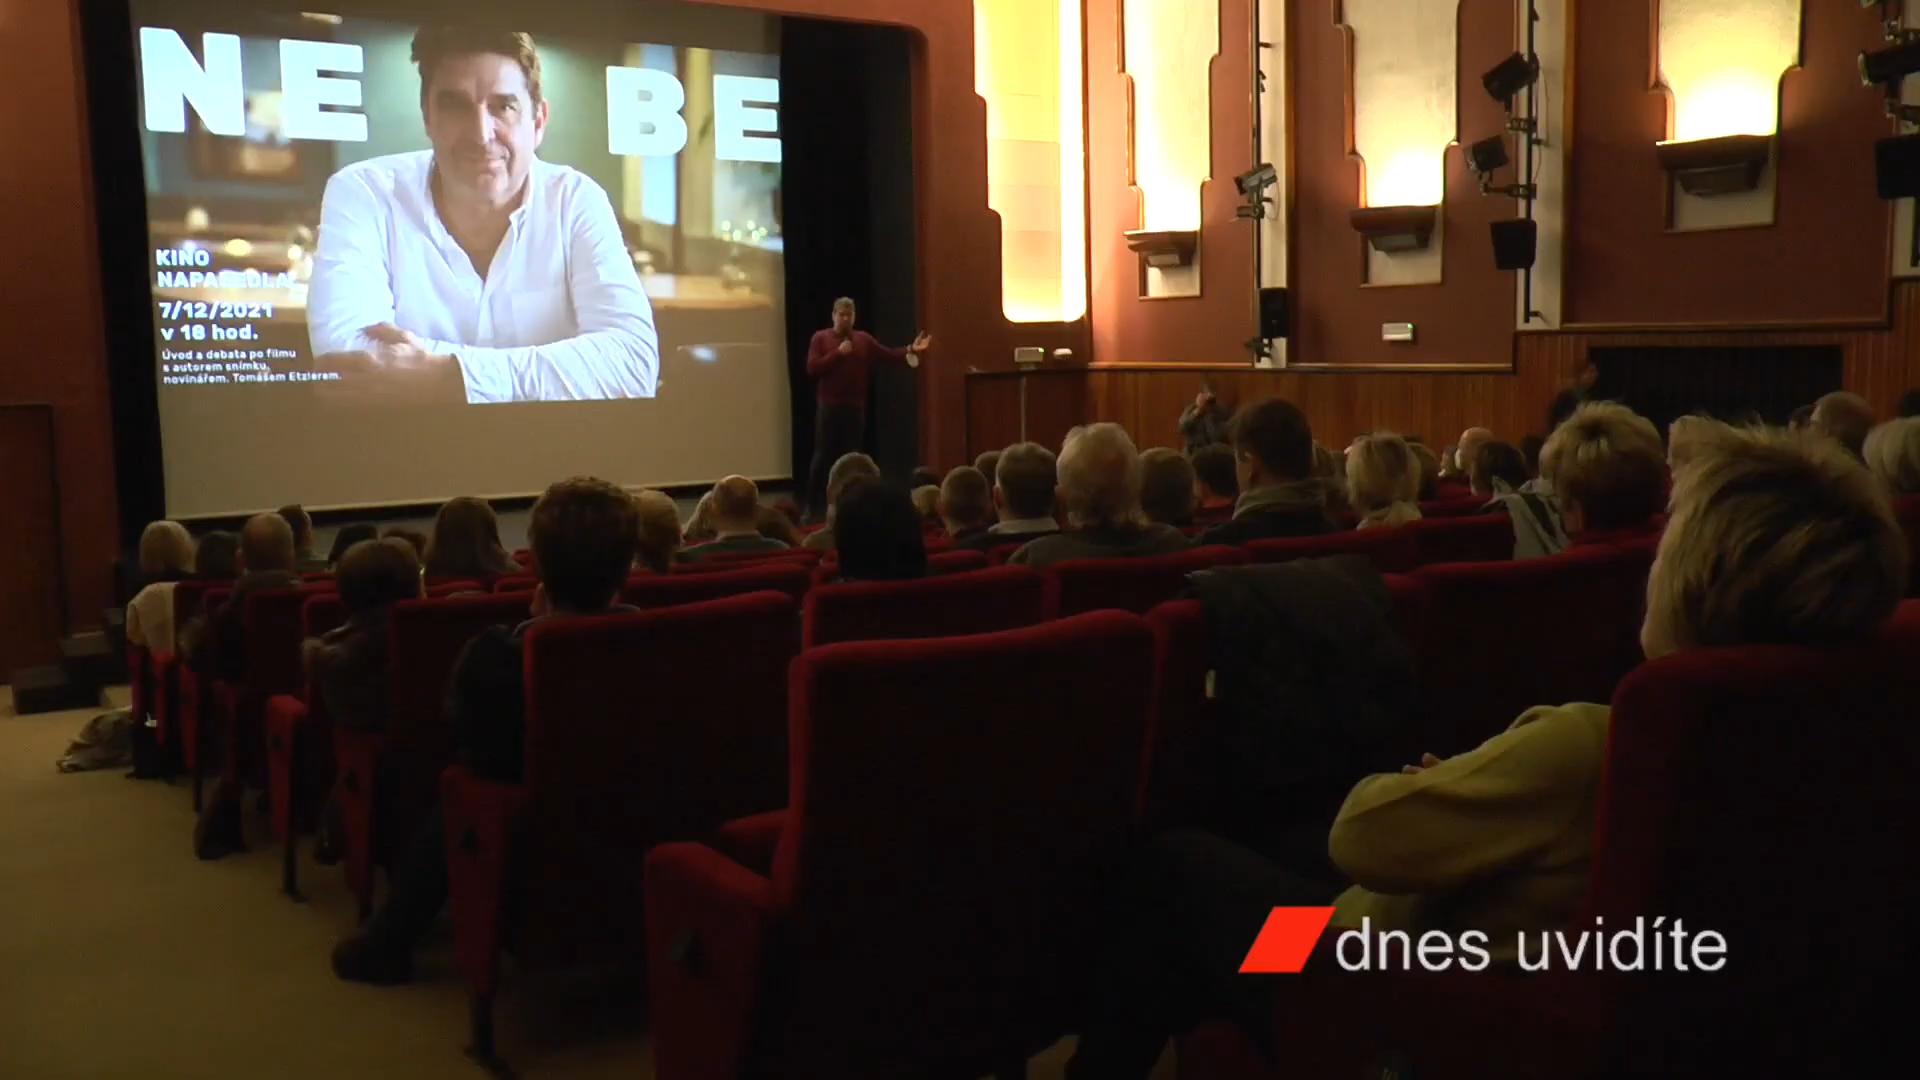 NE BE
KINO
NAPAJEDLA
7/12/2021
v 18 hod.
Úvod a debata po filmu
s autorem snímku,
novinářem, Tomášem Etzlerem.
dnes uvidíte